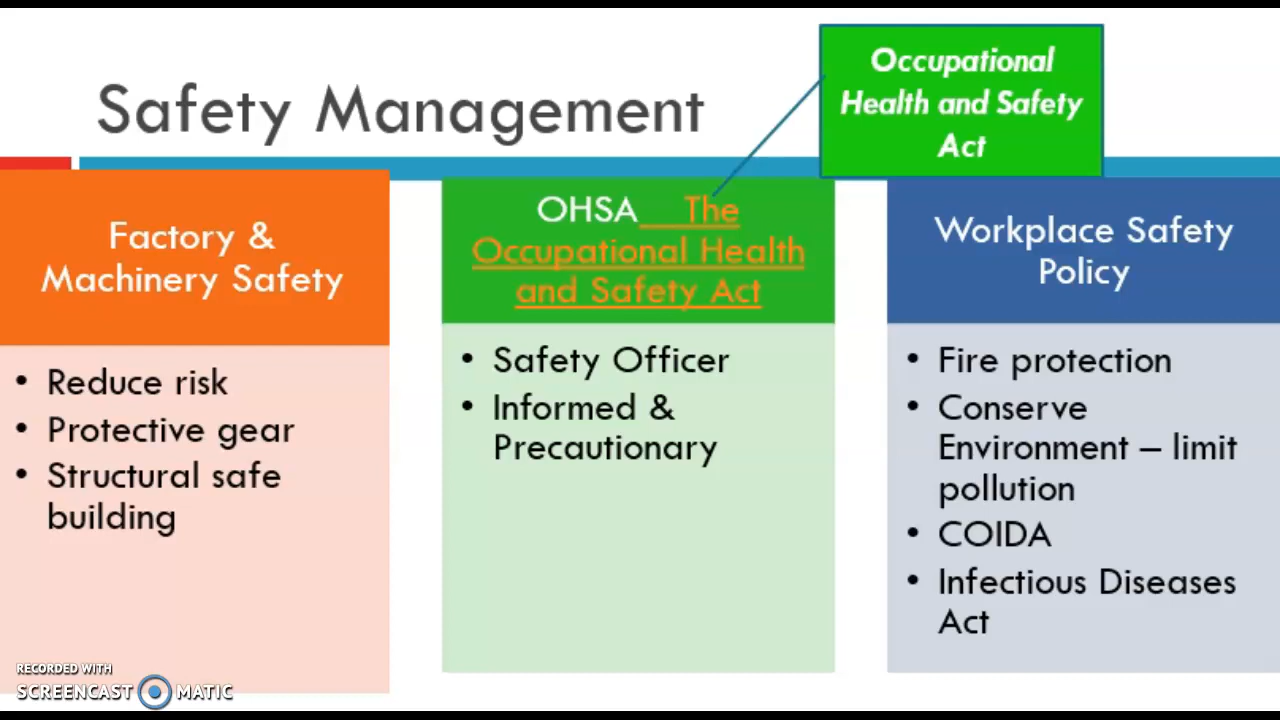 Safety Management
Occupational
Health and Safety
Act
Factory &
Machinery Safety
• Reduce risk
• Protective gear
• Structural safe
building
OHSA The
Occupational Health
and Safety Act
• Safety Officer
• Informed &
Precautionary
Workplace Safety
Policy
• Fire protection
• Conserve
Environment – limit
pollution
• COIDA
• Infectious Diseases
Act
RECORDED WITH
SCREENCAST MATIC